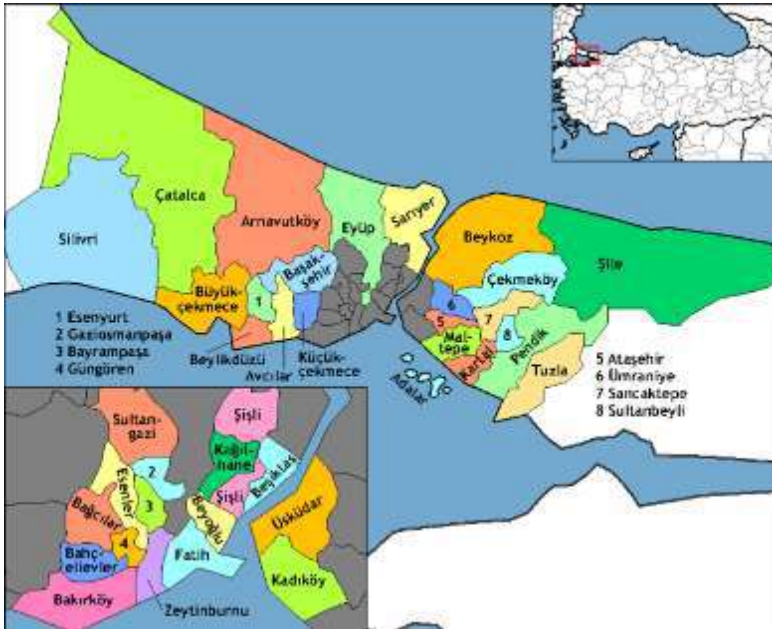 Çatalca
Silivri
Arnavutköy
Eyüp
Sarıyer
Beykoz
Şile
Çekmeköy
Başak-
şehir
Büyük-
çekmece
1
6
5
7
8
Mal-
tepe
Kartal
Pendik
Tuzla
Adalar
Beylikdüzü
Avcılar
Küçük-
çekmece
1 Esenyurt
2 Gaziosmanpaşa
3 Bayrampaşa
4 Güngören
5 Ataşehir
6 Ümraniye
7 Sancaktepe
8 Sultanbeyli
Sultan-
gazi
Şişli
Kağıt-
hane
Beşiktaş
Esenler
2
3
Şişli
Beyoğlu
Bağcılar
4
Bahç-
elievler
Fatih
Üsküdar
Kadıköy
Bakırköy
Zeytinburnu